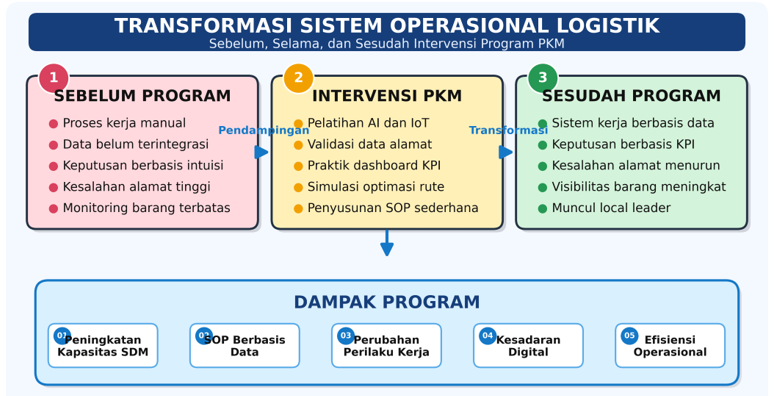 TRANSFORMASI SISTEM OPERASIONAL LOGISTIK
Sebelum, Selama, dan Sesudah Intervensi Program PKM
1
SEBELUM PROGRAM
Proses kerja manual
Data belum terintegrasi
Keputusan berbasis intuisi
Kesalahan alamat tinggi
Monitoring barang terbatas
Pendampingan
2
INTERVENSI PKM
Pelatihan AI dan IoT
Validasi data alamat
Praktik dashboard KPI
Simulasi optimasi rute
Penyusunan SOP sederhana
Transformasi
3
SESUDAH PROGRAM
Sistem kerja berbasis data
Keputusan berbasis KPI
Kesalahan alamat menurun
Visibilitas barang meningkat
Muncul local leader
DAMPAK PROGRAM
01
Peningkatan
Kapasitas SDM
02
SOP Berbasis
Data
03
Perubahan
Perilaku Kerja
04
Kesadaran
Digital
05
Efisiensi
Operasional